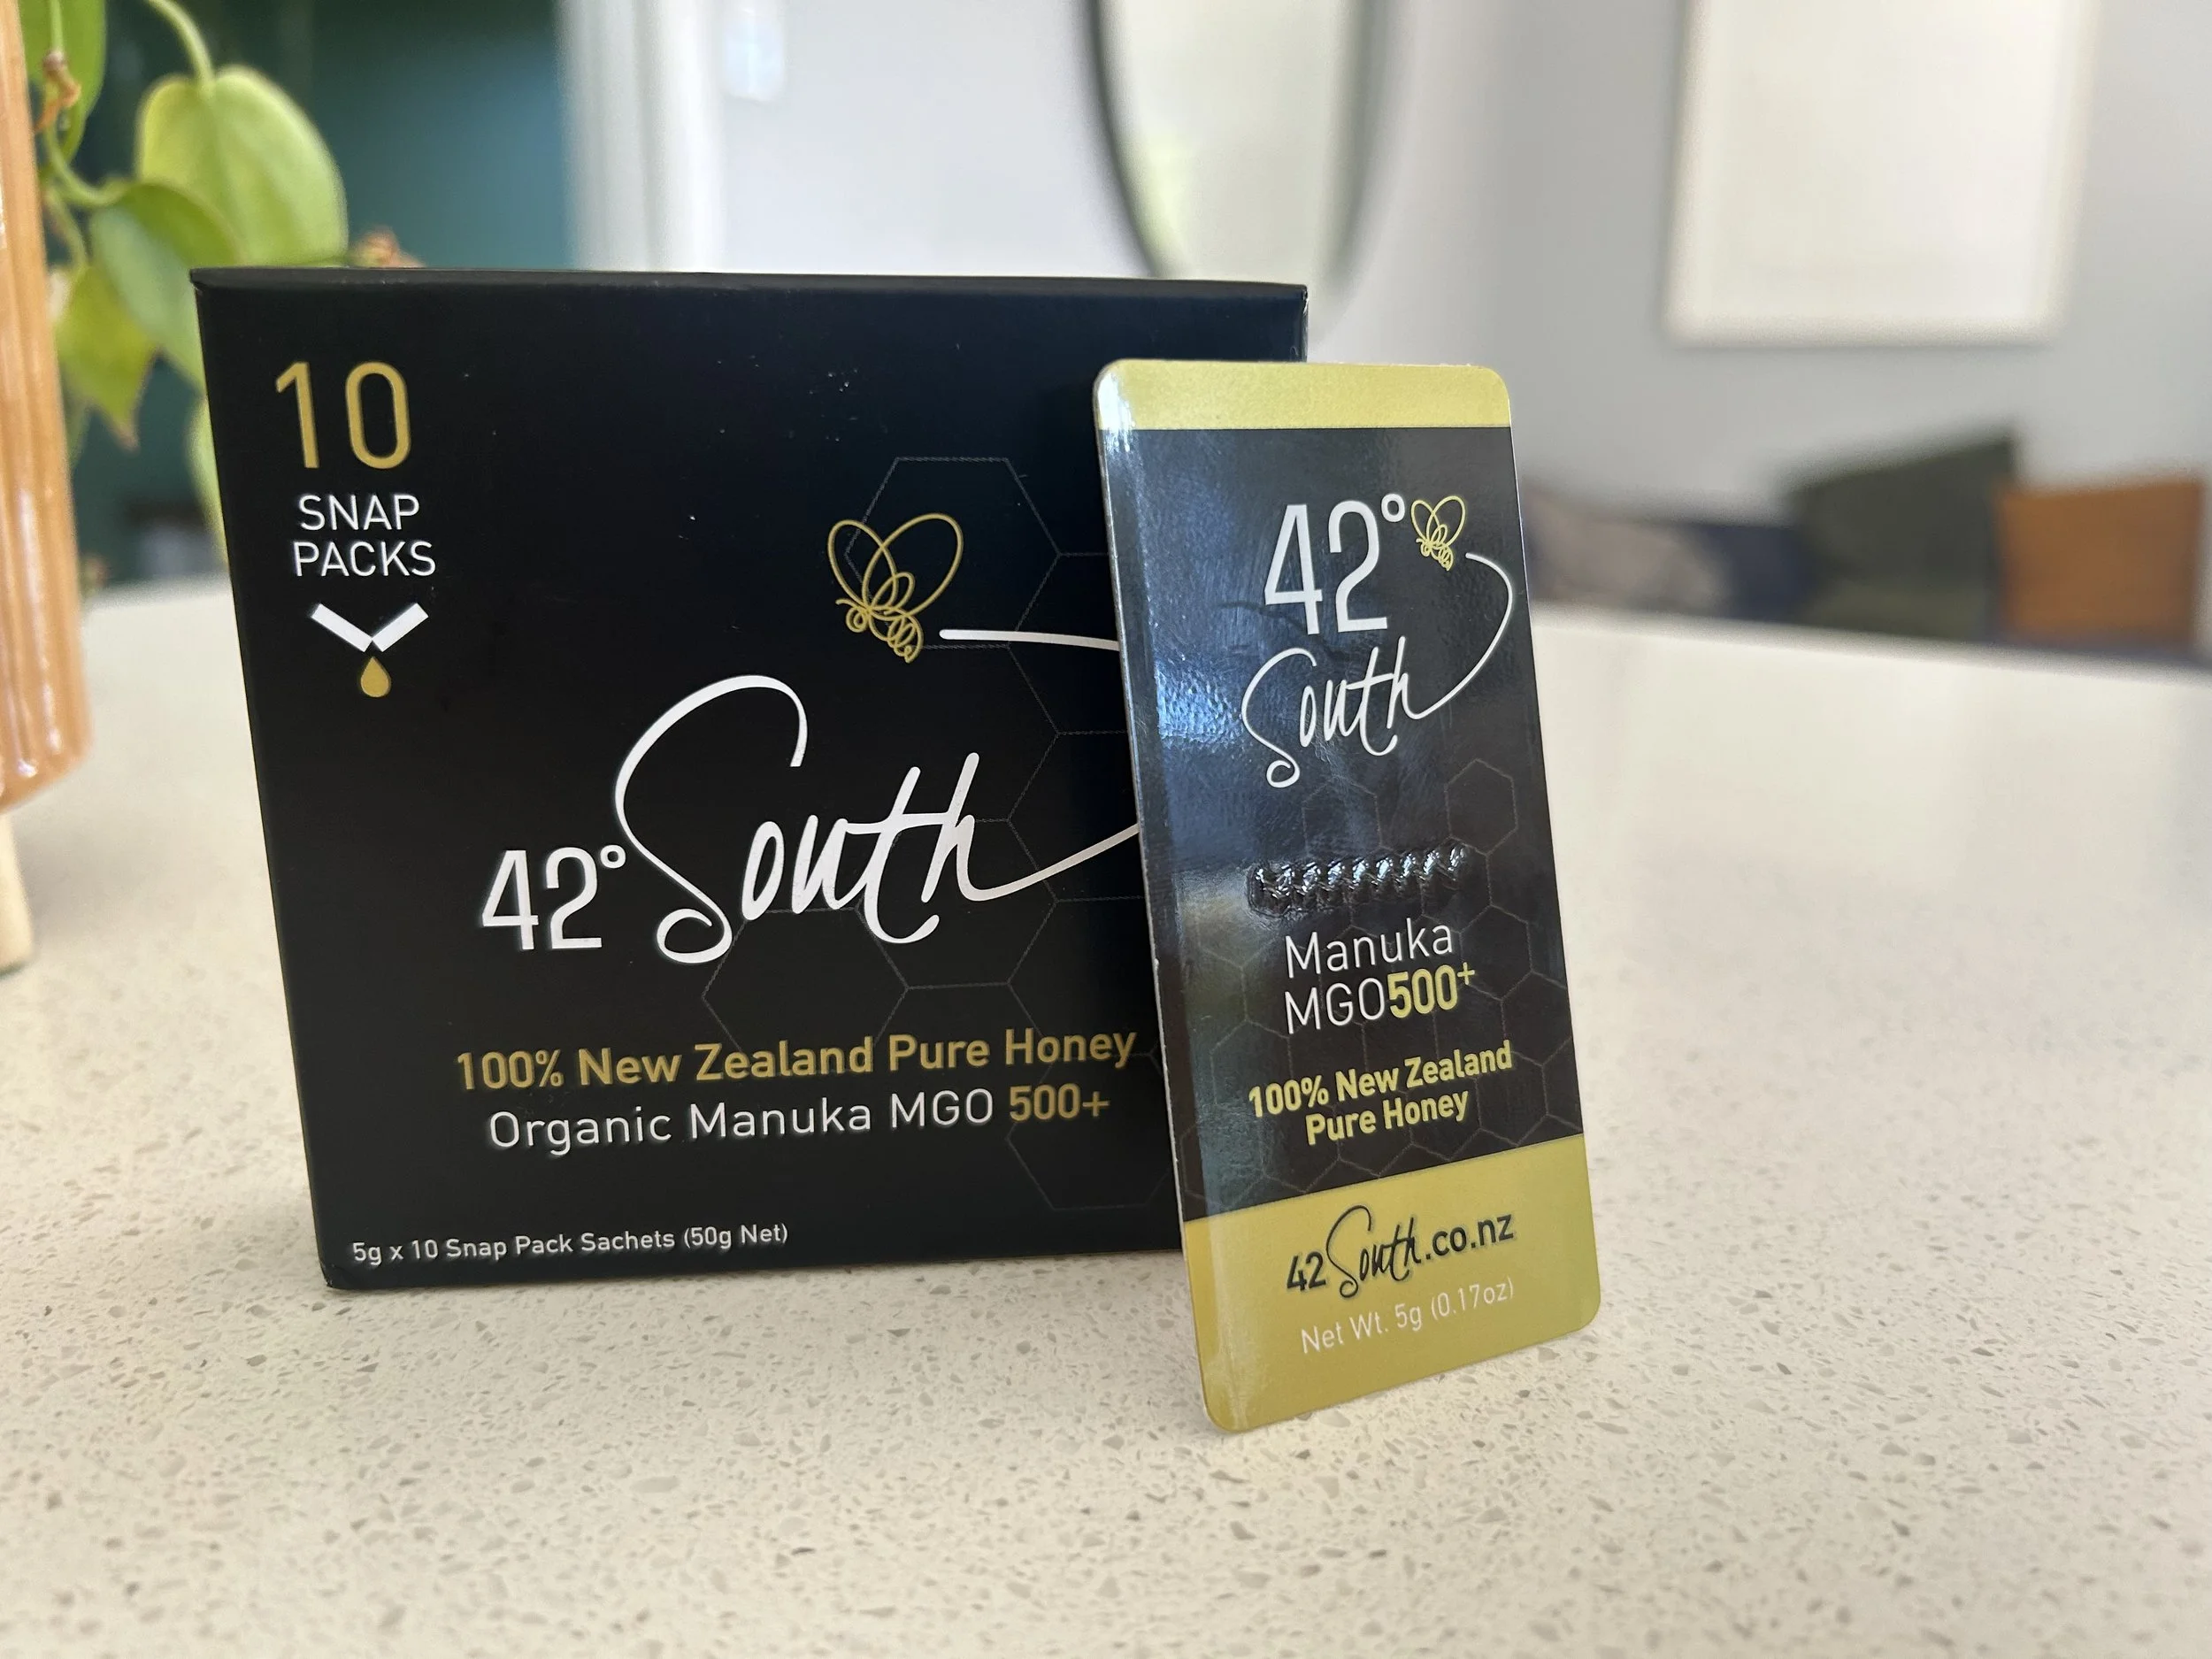 10
SNAP
PACKS
42° South
100% New Zealand Pure Honey
Organic Manuka MGO 500+
5g x 10 Snap Pack Sachets (50g Net)
42°
South
Manuka
MGO500+
100% New Zealand
Pure Honey
42South.co.nz
Net Wt. 5g (0.17oz)